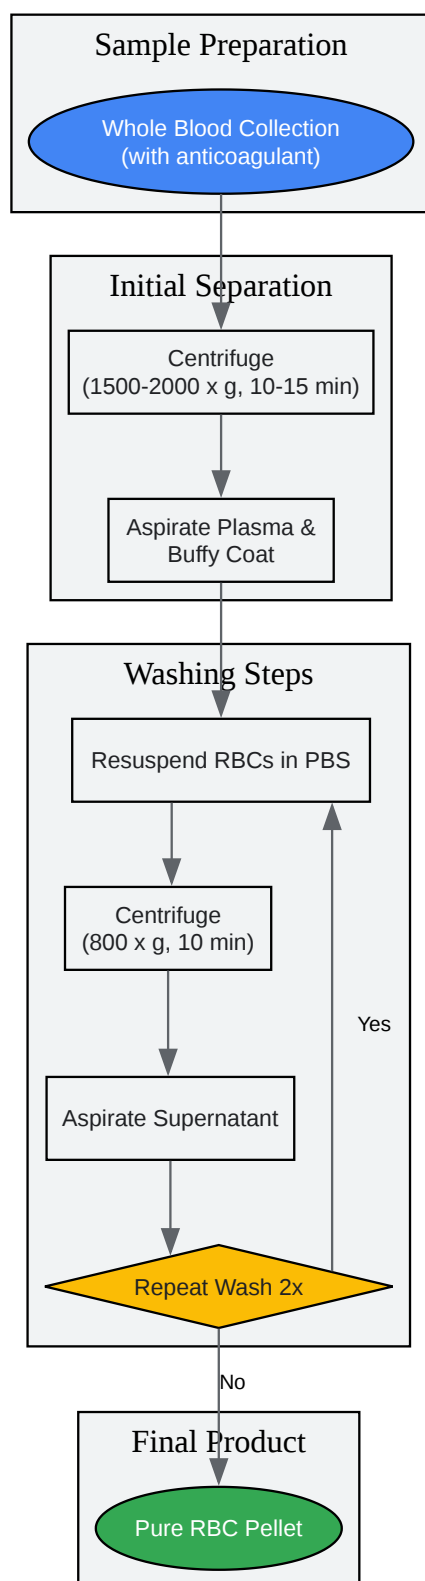 Sample Preparation
Whole Blood Collection
(with anticoagulant)
Initial Separation
Centrifuge
(1500-2000 x g, 10-15 min)
Aspirate Plasma &
Buffy Coat
Washing Steps
Resuspend RBCs in PBS
Centrifuge
(800 x g, 10 min)
Yes
Aspirate Supernatant
Repeat Wash 2x
No
Final Product
Pure RBC Pellet